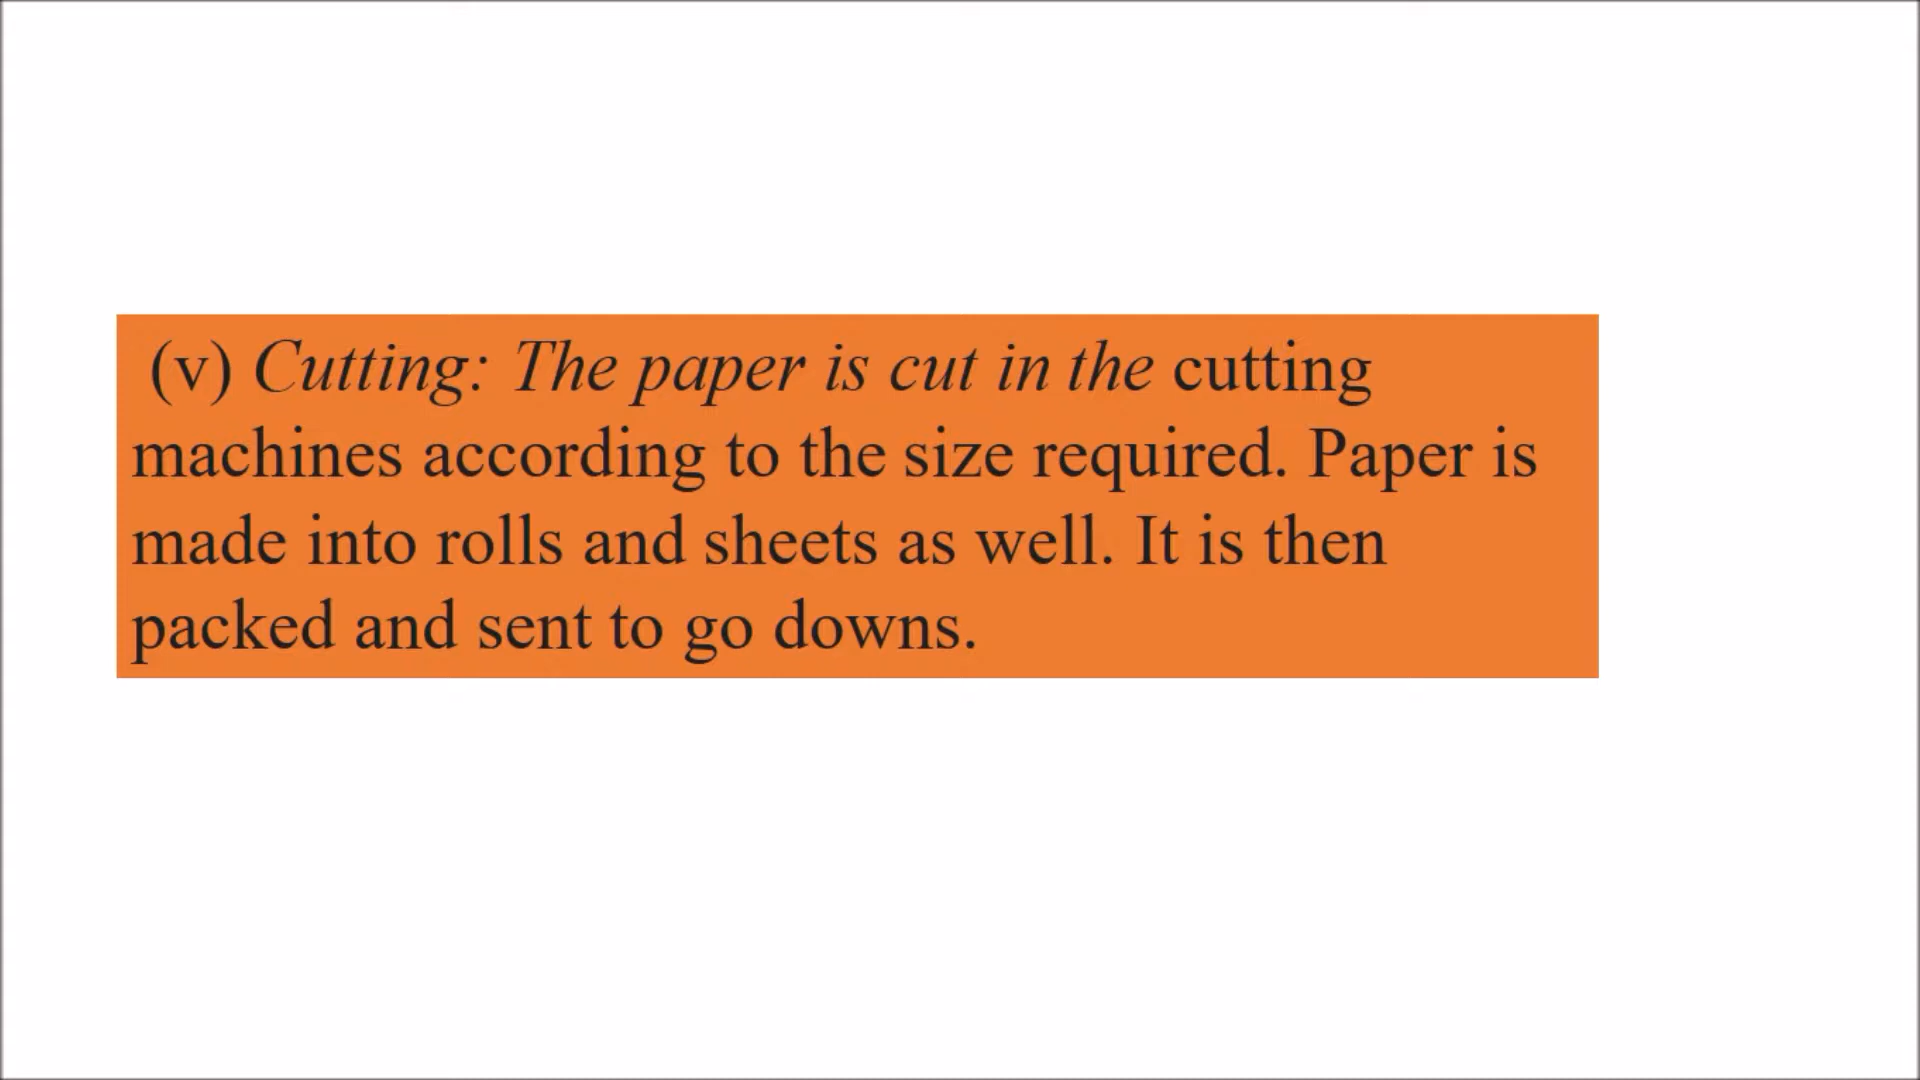 (v) Cutting: The paper is cut in the cutting
machines according to the size required. Paper is
made into rolls and sheets as well. It is then
packed and sent to go downs.